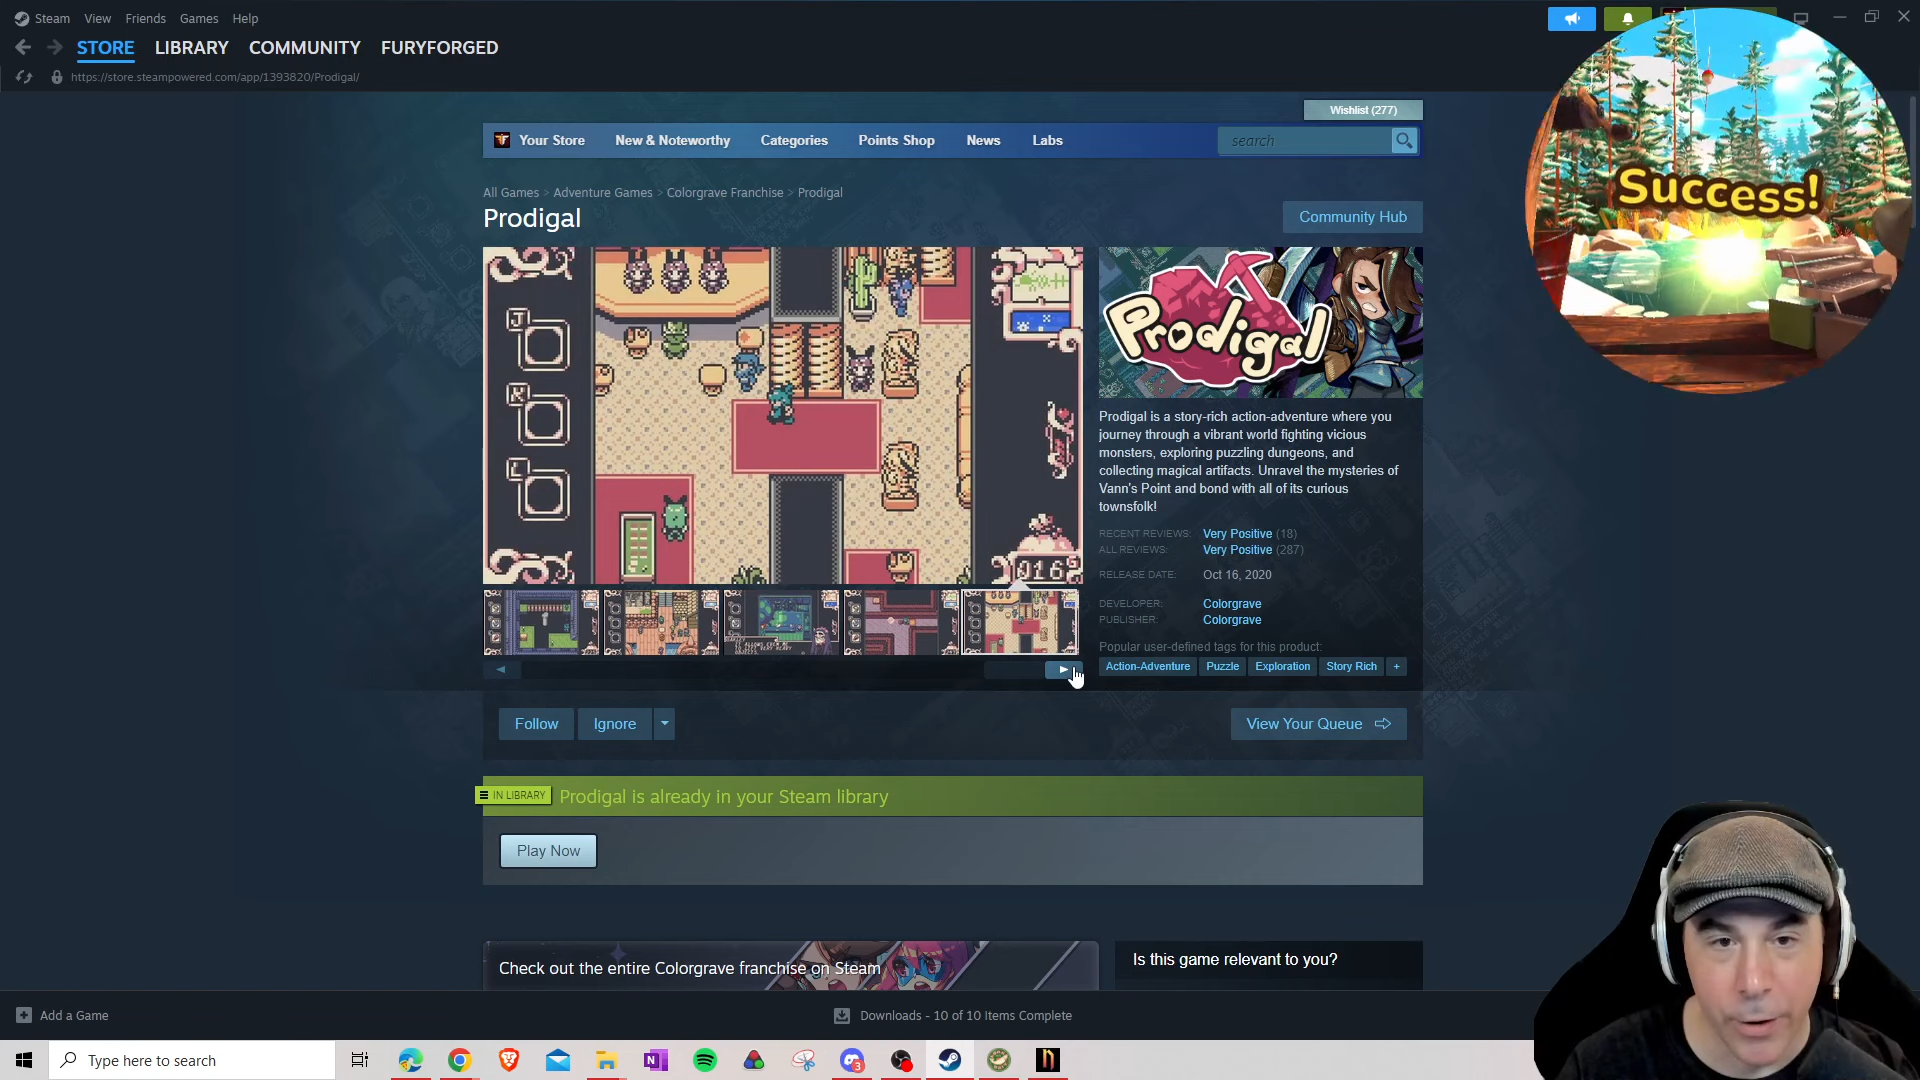 Steam View Friends Games Help
STORE LIBRARY COMMUNITY FURYFORGED
https://store.steampowered.com/app/1393820/Prodigal/
Wishlist (277)
Your Store New & Noteworthy Categories Points Shop News Labs search
All Games > Adventure Games > Colorgrave Franchise > Prodigal
Prodigal
Community Hub
Success!
J
K
L
016
Prodigal
Prodigal is a story-rich action-adventure where you
journey through a vibrant world fighting vicious
monsters, exploring puzzling dungeons, and
collecting magical artifacts. Unravel the mysteries of
Vann's Point and bond with all of its curious
townsfolk!
RECENT REVIEWS: Very Positive (18)
ALL REVIEWS: Very Positive (287)
RELEASE DATE: Oct 16, 2020
DEVELOPER: Colorgrave
PUBLISHER: Colorgrave
Popular user-defined tags for this product:
Action-Adventure Puzzle Exploration Story Rich +
Follow Ignore View Your Queue
IN LIBRARY Prodigal is already in your Steam library
Play Now
Check out the entire Colorgrave franchise on Steam
Is this game relevant to you?
Add a Game
Downloads - 10 of 10 Items Complete
Type here to search
3